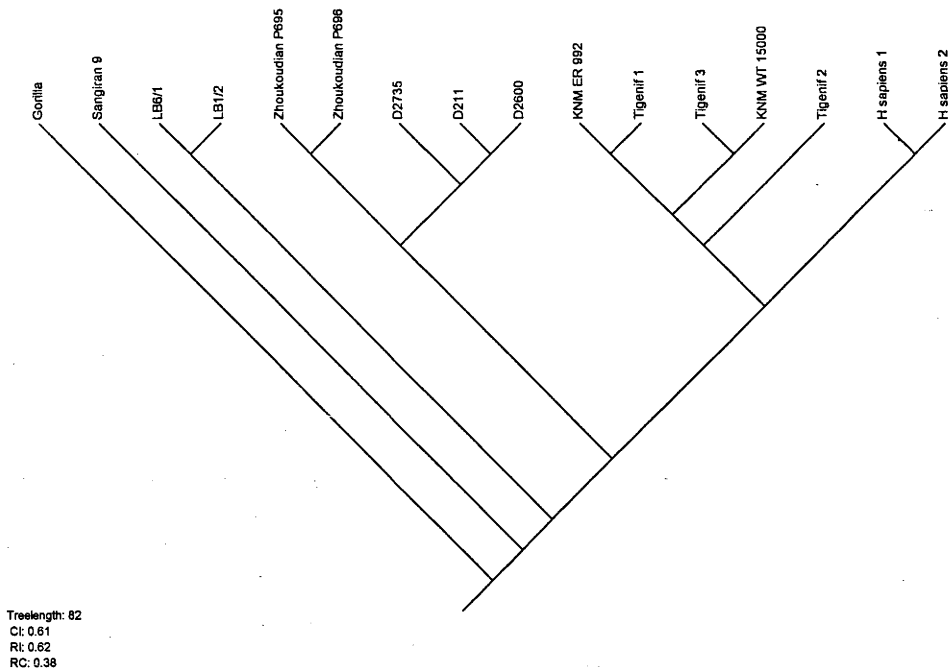 Gorilla
Sangiran 9
LB6/1
LB1/2
Zhoukoudian P695
Zhoukoudian P696
D2735
D211
D2600
KNM ER 992
Tigenif 1
Tigenif 3
KNM WT 15000
Tigenif 2
H sapiens 1
H sapiens 2
Treelength: 82
CI: 0.61
RI: 0.62
RC: 0.38